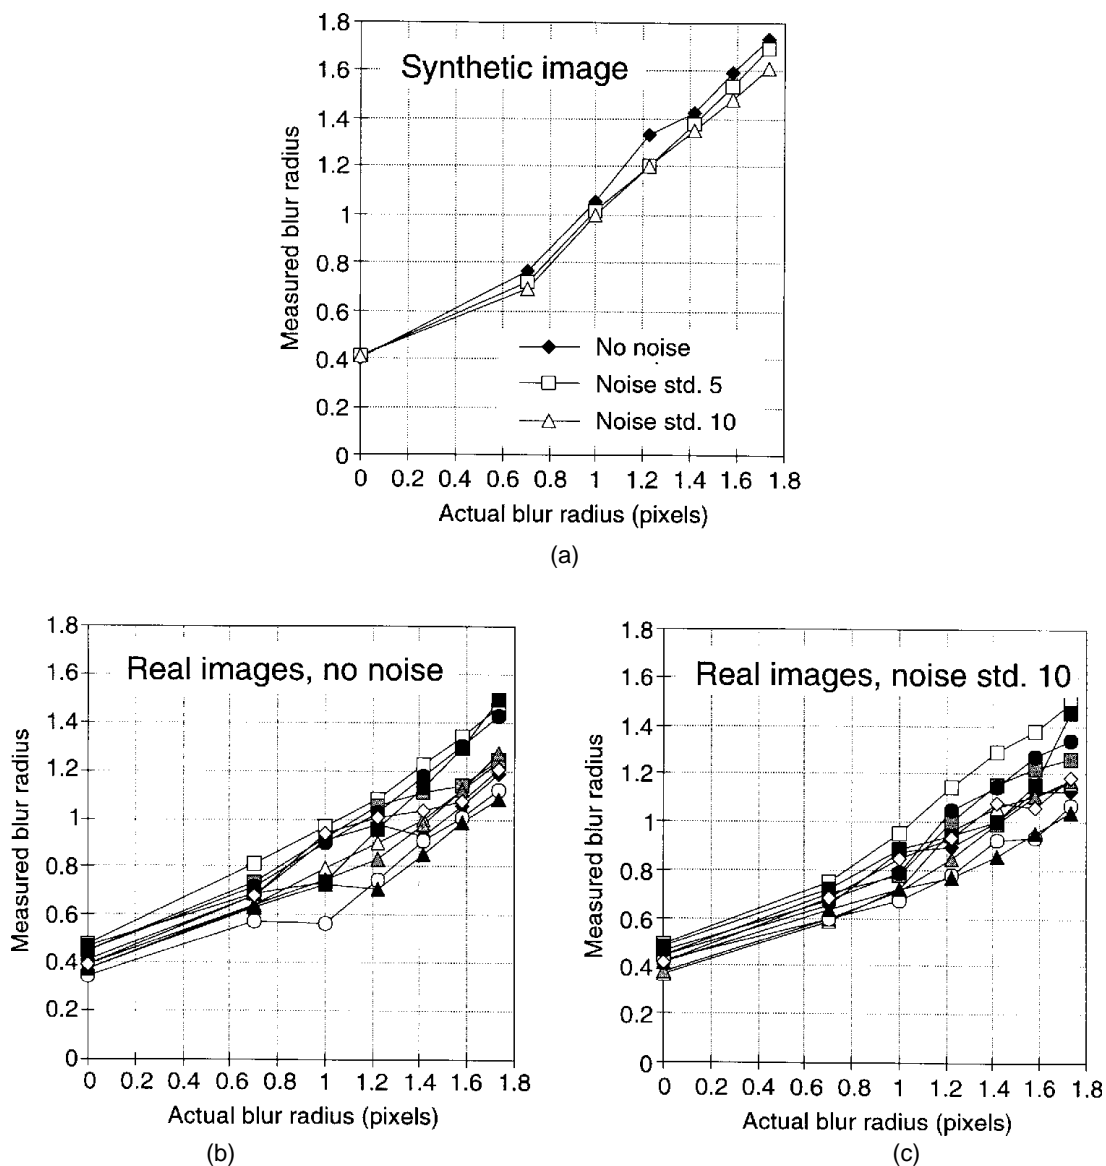 1.8
1.6
1.4
1.2
1
0.8
0.6
0.4
0.2
0
Measured blur radius
Synthetic image
No noise
Noise std. 5
Noise std. 10
0 0.2 0.4 0.6 0.8 1 1.2 1.4 1.6 1.8
Actual blur radius (pixels)
(a)
1.8
1.6
1.4
1.2
1
0.8
0.6
0.4
0.2
0
Measured blur radius
Real images, no noise
0 0.2 0.4 0.6 0.8 1 1.2 1.4 1.6 1.8
Actual blur radius (pixels)
(b)
1.8
1.6
1.4
1.2
1
0.8
0.6
0.4
0.2
0
Measured blur radius
Real images, noise std. 10
0 0.2 0.4 0.6 0.8 1 1.2 1.4 1.6 1.8
Actual blur radius (pixels)
(c)